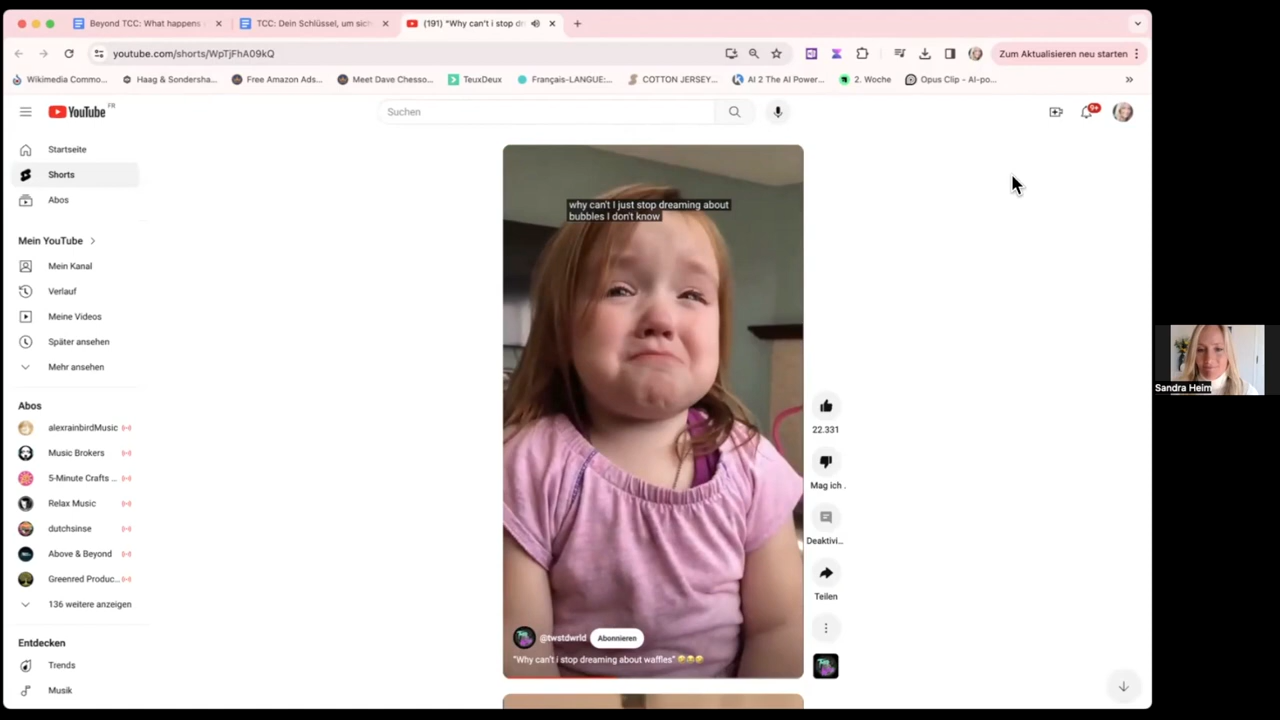 Beyond TCC: What happens
TCC: Dein Schlüssel, um sich
(191) "Why can't i stop dr
youtube.com/shorts/WpTjFhA09kQ
Zum Aktualisieren neu starten
Wikimedia Commo...
Haag & Sondersha...
Free Amazon Ads...
Meet Dave Chesso...
TeuxDeux
Français-LANGUE:...
COTTON JERSEY...
AI 2 The AI Power...
2. Woche
Opus Clip - AI-po...
YouTube FR
Suchen
9+
Startseite
Shorts
Abos
Mein YouTube
Mein Kanal
Verlauf
Meine Videos
Später ansehen
Mehr ansehen
Abos
alexrainbirdMusic
Music Brokers
5-Minute Crafts ...
Relax Music
dutchsinse
Above & Beyond
Greenred Produc...
136 weitere anzeigen
Entdecken
Trends
Musik
why can't I just stop dreaming about
bubbles I don't know
@twstdwrld Abonnieren
"Why can't i stop dreaming about waffles" 🤣😂🤣
22.331
Mag ich .
Deaktivi...
Teilen
Sandra Heim